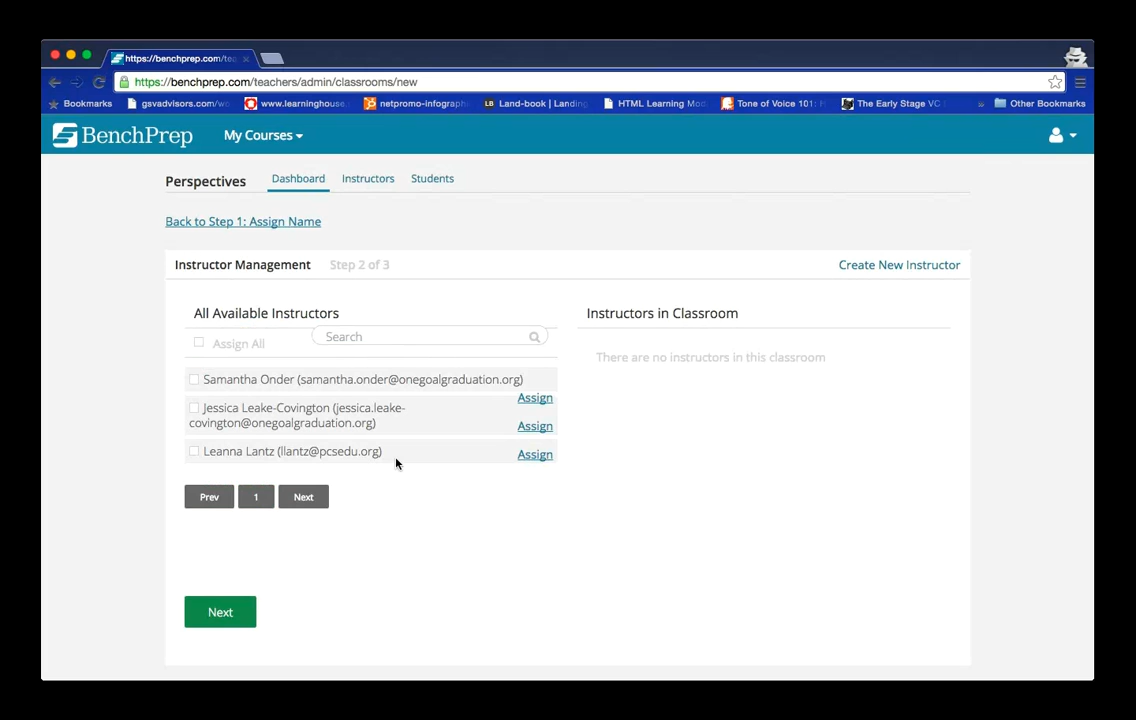 https://benchprep.com/tea
https://benchprep.com/teachers/admin/classrooms/new
Bookmarks gsvadvisors.com/w www.learninghouse. netpromo-infograph LB Land-book | Landing HTML Learning Mod Tone of Voice 101: The Early Stage VC » Other Bookmarks
BenchPrep My Courses
Perspectives Dashboard Instructors Students
Back to Step 1: Assign Name
Instructor Management Step 2 of 3 Create New Instructor
All Available Instructors Instructors in Classroom
Search
Assign All
There are no instructors in this classroom
Samantha Onder (samantha.onder@onegoalgraduation.org)
Assign
Jessica Leake-Covington (jessica.leake-
covington@onegoalgraduation.org)
Assign
Leanna Lantz (llantz@pcsedu.org)
Assign
Prev 1 Next
Next